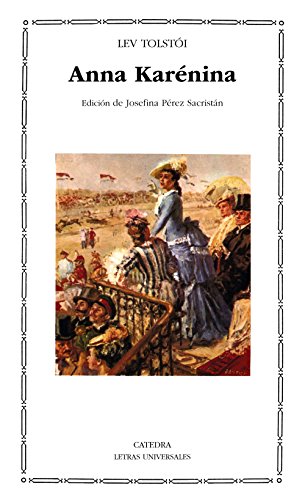 LEV TOLSTÓI
Anna Karénina
Edición de Josefina Pérez Sacristán
CATEDRA
LETRAS UNIVERSALES